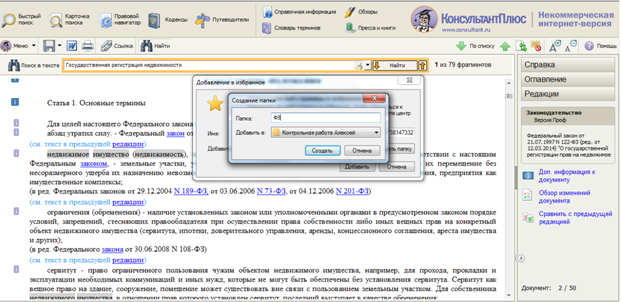 Быстрый поиск
Карточка поиска
Правовой навигатор
Кодексы
Путеводители
Справочная информация
Словарь терминов
Обзоры
Пресса и книги
КонсультантПлюс
www.consultant.ru
Некоммерческая интернет-версия
Меню
Ссылка
Найти
По списку
Помощь
Поиск в тексте
Государственная регистрация недвижимости
Найти
1 из 79 фрагментов
Справка
Оглавление
Редакции
Законодательство
Версия Проф
Федеральный закон от
21.07.1997 N 122-ФЗ (ред. от
12.03.2014) "О государственной
регистрации прав на недвижимое
Доп. информация к
документу
Обзор изменений
документа
Сравнить с предыдущей
редакцией
Документ: 2 / 50
Добавление в избранное
Имя:
38147332
Добавить
Отмена
Создание папки
Папка:
ФЗ
Добавить в:
Контрольная работа Алексей
Создать
Отмена
Статья 1. Основные термины
Для целей настоящего Федерального закона
абзац утратил силу. - Федеральный закон от
(см. текст в предыдущей редакции)
недвижимое имущество (недвижимость),
ответствии с настоящим
Федеральным законом, - земельные участки,
их перемещение без
несоразмерного ущерба их назначению невозмо
ения, предприятия как
имущественные комплексы;
(в ред. Федеральных законов от 29.12.2004 N 189-ФЗ, от 03.06.2006 N 73-ФЗ, от 04.12.2006 N 201-ФЗ)
(см. текст в предыдущей редакции)
ограничения (обременения) - наличие установленных законом или уполномоченными органами в предусмотренном законом порядке
условий, запрещений, стесняющих правообладателя при осуществлении права собственности либо иных вещных прав на конкретный
объект недвижимого имущества (сервитута, ипотеки, доверительного управления, аренды, концессионного соглашения, ареста имущества
и других);
(в ред. Федерального закона от 30.06.2008 N 108-ФЗ)
(см. текст в предыдущей редакции)
сервитут - право ограниченного пользования чужим объектом недвижимого имущества, например, для прохода, прокладки и
эксплуатации необходимых коммуникаций и иных нужд, которые не могут быть обеспечены без установления сервитута. Сервитут как
вещное право на здание, сооружение, помещение может существовать вне связи с пользованием земельным участком. Для собственника
недвижимого имущества, в отношении прав которого установлен сервитут, последний выступает в качестве обременения;